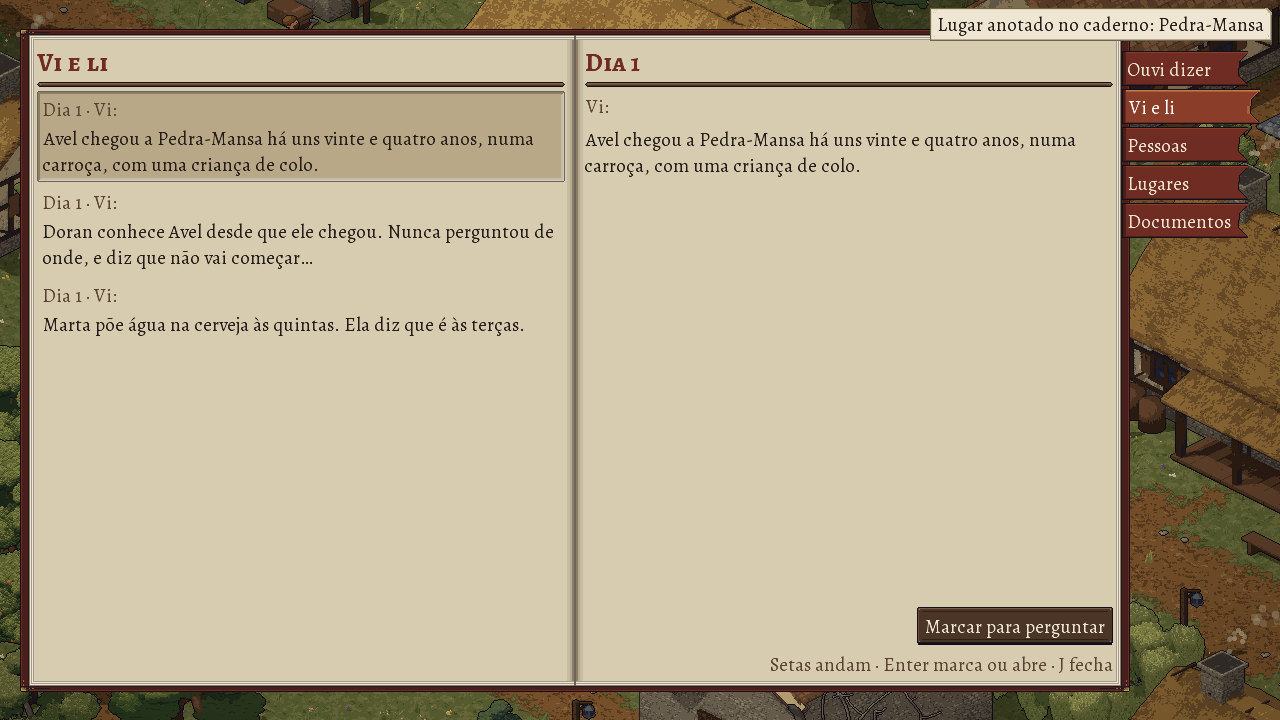 Lugar anotado no caderno: Pedra-Mansa
Vi e li
Dia 1 · Vi:
Avel chegou a Pedra-Mansa há uns vinte e quatro anos, numa
carroça, com uma criança de colo.
Dia 1 · Vi:
Doran conhece Avel desde que ele chegou. Nunca perguntou de
onde, e diz que não vai começar…
Dia 1 · Vi:
Marta põe água na cerveja às quintas. Ela diz que é às terças.
Dia 1
Vi:
Avel chegou a Pedra-Mansa há uns vinte e quatro anos, numa
carroça, com uma criança de colo.
Marcar para perguntar
Setas andam · Enter marca ou abre · J fecha
Ouvi dizer
Vi e li
Pessoas
Lugares
Documentos